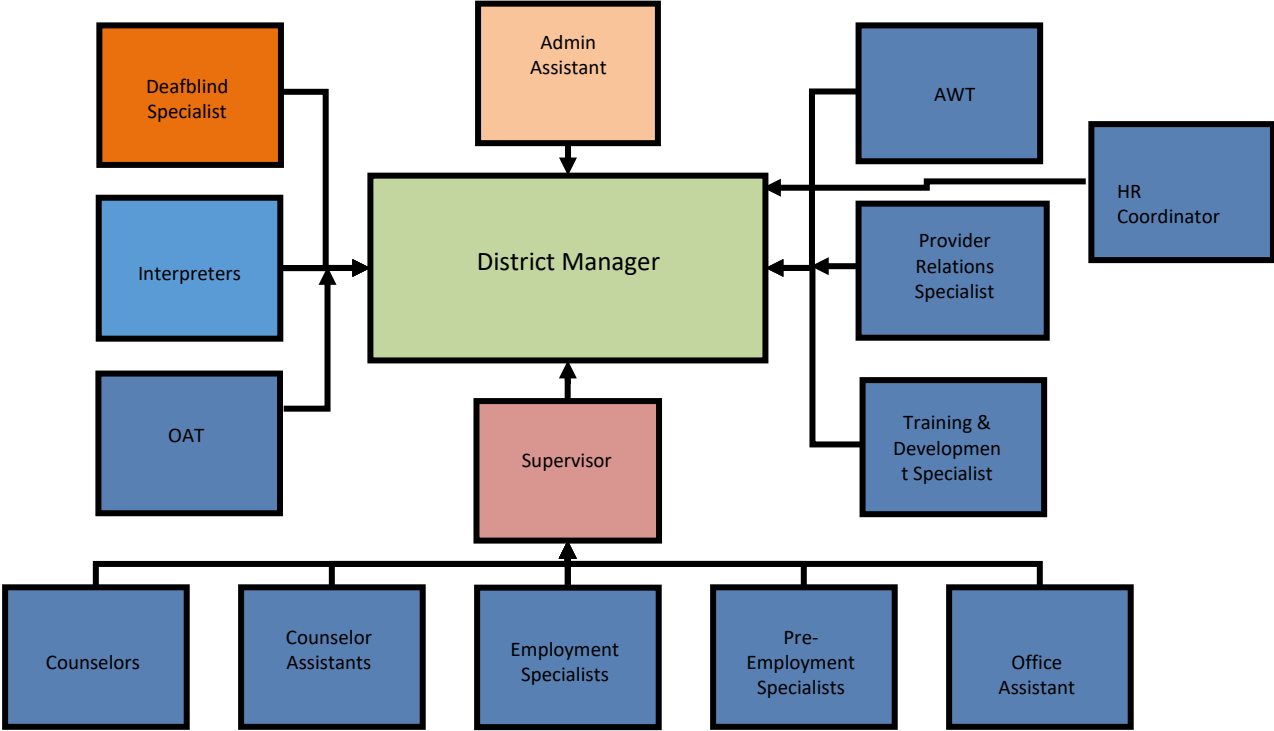 Admin
Assistant
Deafblind
Specialist
AWT
HR
Coordinator
Interpreters
District Manager
Provider
Relations
Specialist
OAT
Supervisor
Training &
Developmen
t Specialist
Counselors
Counselor
Assistants
Employment
Specialists
Pre-
Employment
Specialists
Office
Assistant